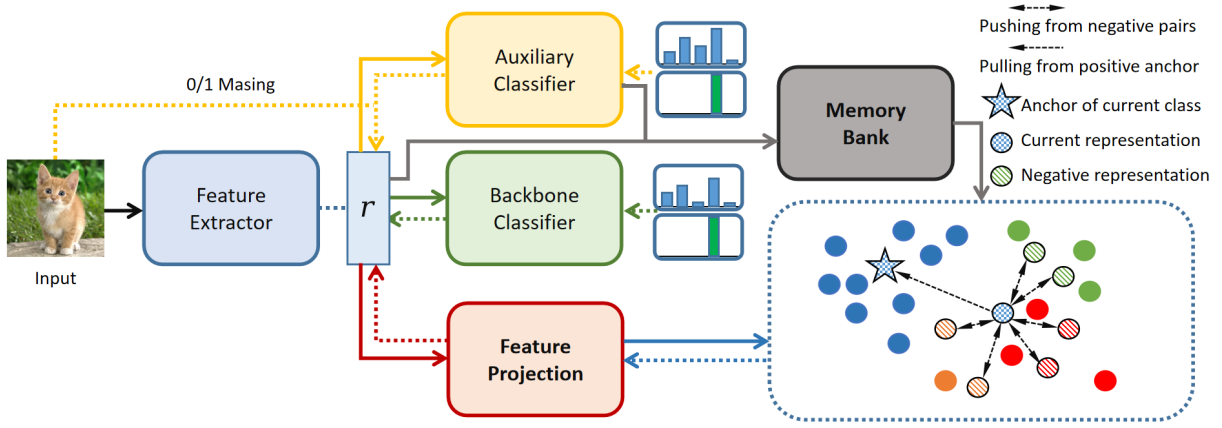 Pushing from negative pairs
Pulling from positive anchor
Anchor of current class
Current representation
Negative representation
0/1 Masing
Auxiliary
Classifier
Memory
Bank
Feature
Extractor
r
Backbone
Classifier
Input
Feature
Projection